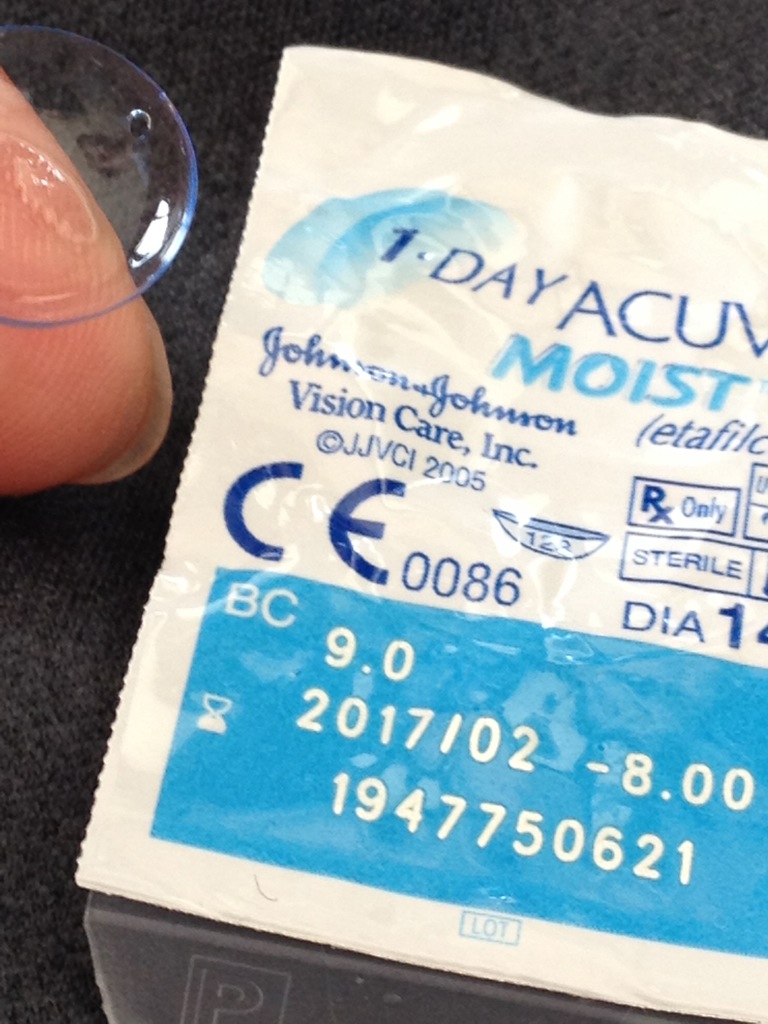 1·DAY ACUV
MOIST
Johnson & Johnson
Vision Care, Inc.
©JJVCI 2005
(etafilc
CE 0086
123
Rx Only
STERILE
DIA 14
BC
9.0
2017/02 -8.00
1947750621
LOT
P